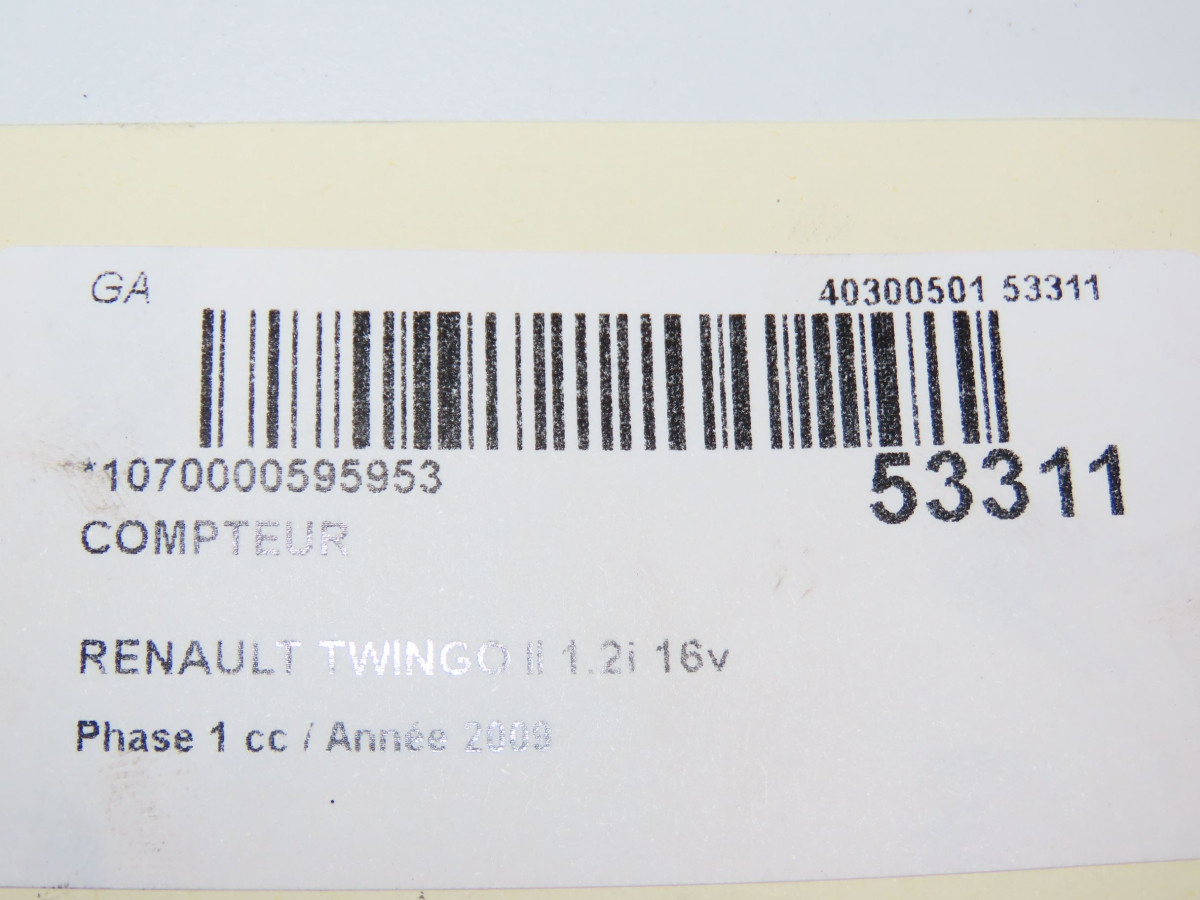 GA
40300501 53311
*1070000595953
53311
COMPTEUR
RENAULT TWINGO II 1.2i 16v
Phase 1 cc / Année 2009